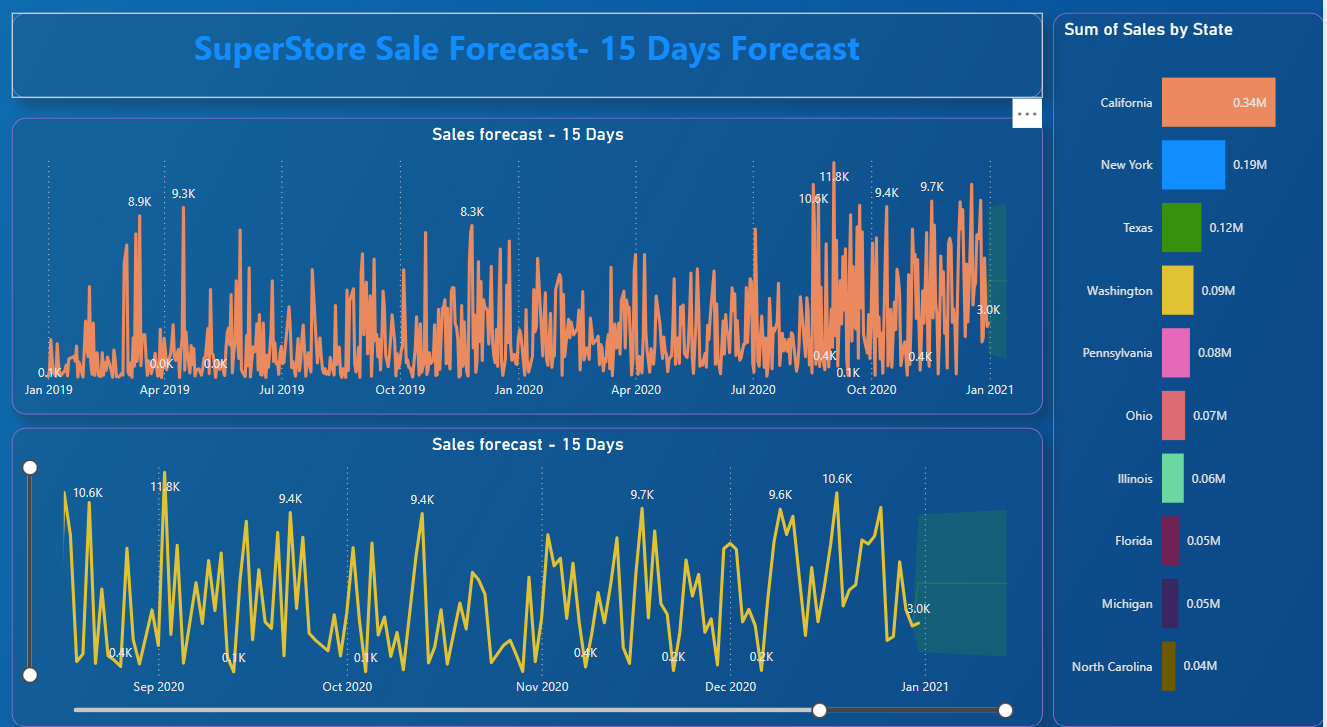 SuperStore Sale Forecast- 15 Days Forecast
Sales forecast - 15 Days
8.9K
9.3K
8.3K
11.8K
10.6K
9.4K
9.7K
3.0K
0.1K
0.0K
0.0K
0.4K
0.1K
0.4K
Jan 2019
Apr 2019
Jul 2019
Oct 2019
Jan 2020
Apr 2020
Jul 2020
Oct 2020
Jan 2021
Sales forecast - 15 Days
10.6K
11.8K
9.4K
9.4K
9.7K
9.6K
10.6K
3.0K
0.4K
0.1K
0.1K
0.4K
0.2K
0.2K
Sep 2020
Oct 2020
Nov 2020
Dec 2020
Jan 2021
Sum of Sales by State
California 0.34M
New York 0.19M
Texas 0.12M
Washington 0.09M
Pennsylvania 0.08M
Ohio 0.07M
Illinois 0.06M
Florida 0.05M
Michigan 0.05M
North Carolina 0.04M